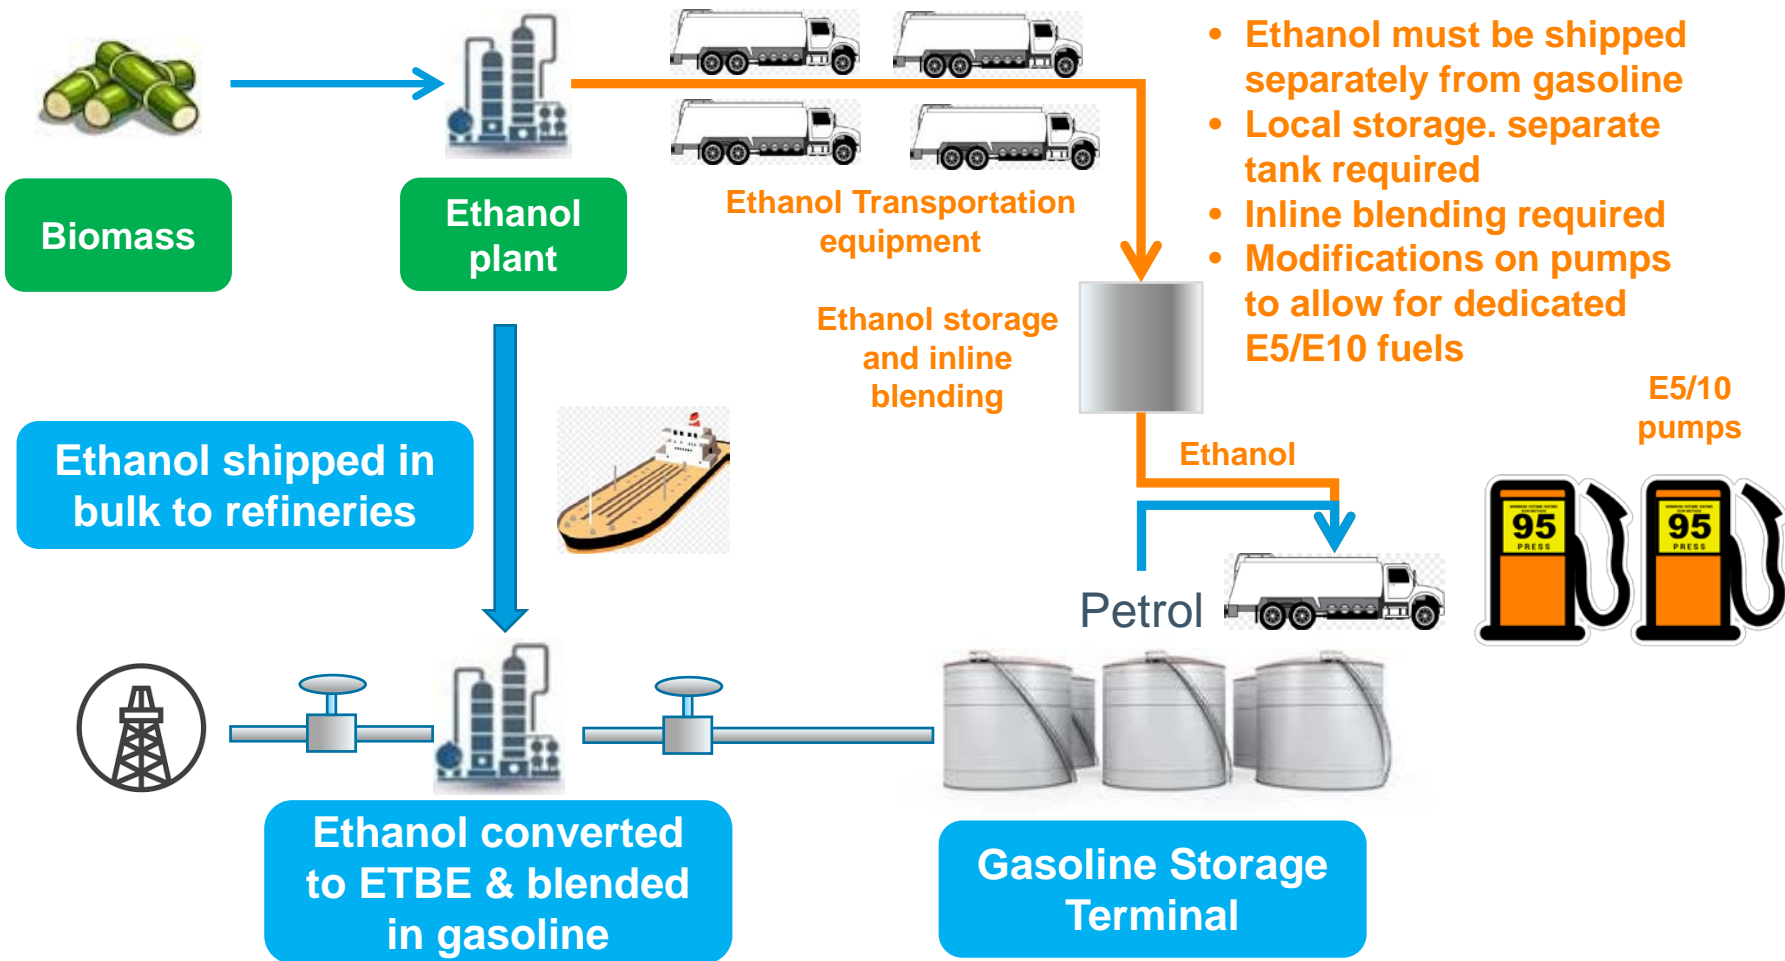 • Ethanol must be shipped
separately from gasoline
• Local storage. separate
tank required
• Inline blending required
• Modifications on pumps
to allow for dedicated
E5/E10 fuels
Biomass
Ethanol
plant
Ethanol Transportation
equipment
Ethanol storage
and inline
blending
E5/10
pumps
Ethanol
Ethanol shipped in
bulk to refineries
95
PRESS
95
PRESS
Petrol
Ethanol converted
to ETBE & blended
in gasoline
Gasoline Storage
Terminal